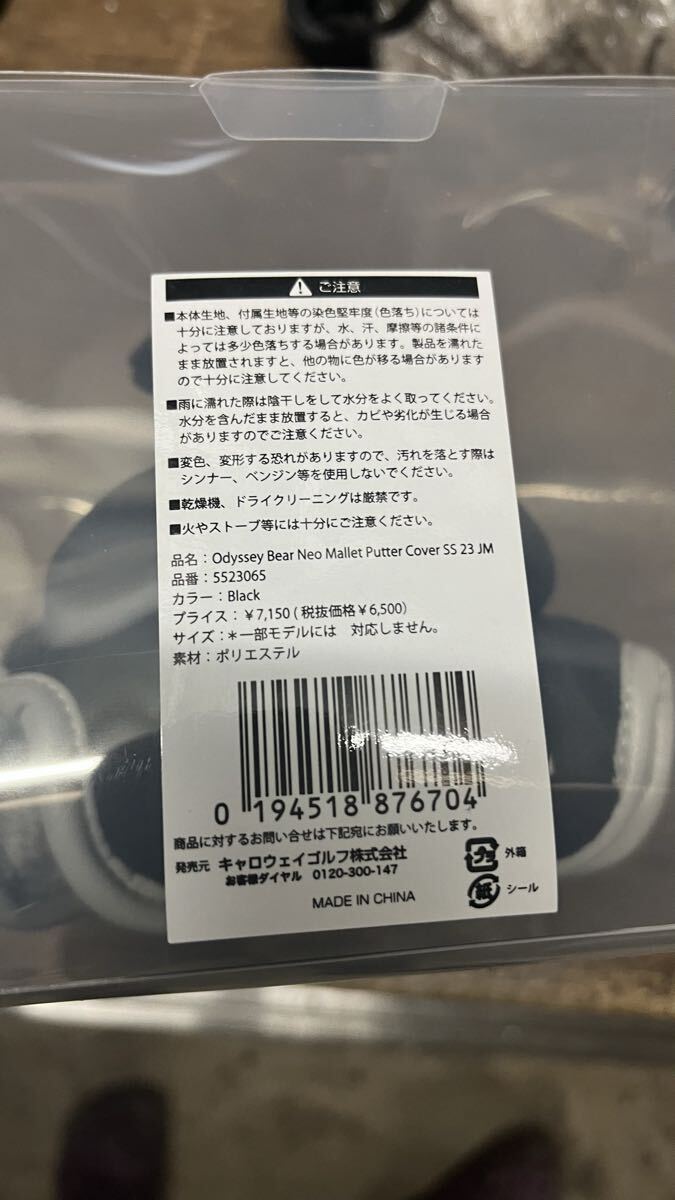 ご注意
■本体生地、付属生地等の染色堅牢度(色落ち)については
十分に注意しておりますが、水、汗、摩擦等の諸条件に
よっては多少色落ちする場合があります。製品を濡れた
まま放置されますと、他の物に色が移る場合があります
ので十分に注意してください。
■雨に濡れた際は陰干しをして水分をよく取ってください。
水分を含んだまま放置すると、カビや劣化が生じる場合
がありますのでご注意ください。
■変色、変形する恐れがありますので、汚れを落とす際は
シンナー、ベンジン等を使用しないでください。
■乾燥機、ドライクリーニングは厳禁です。
■火やストーブ等には十分にご注意ください。
品名：Odyssey Bear Neo Mallet Putter Cover SS 23 JM
品番：5523065
カラー：Black
プライス：￥7,150 (税抜価格￥6,500)
サイズ：＊一部モデルには 対応しません。
素材：ポリエステル
0 194518 876704
商品に対するお問い合せは下記宛にお願いいたします。
発売元 キャロウェイゴルフ株式会社
お客様ダイヤル 0120-300-147
プラ 外箱
紙 シール
MADE IN CHINA